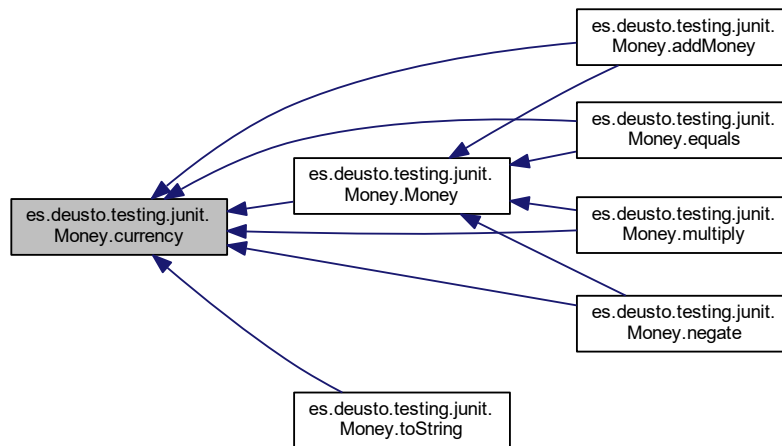 es.deusto.testing.junit.
Money.addMoney
es.deusto.testing.junit.
Money.equals
es.deusto.testing.junit.
Money.Money
es.deusto.testing.junit.
Money.currency
es.deusto.testing.junit.
Money.multiply
es.deusto.testing.junit.
Money.negate
es.deusto.testing.junit.
Money.toString